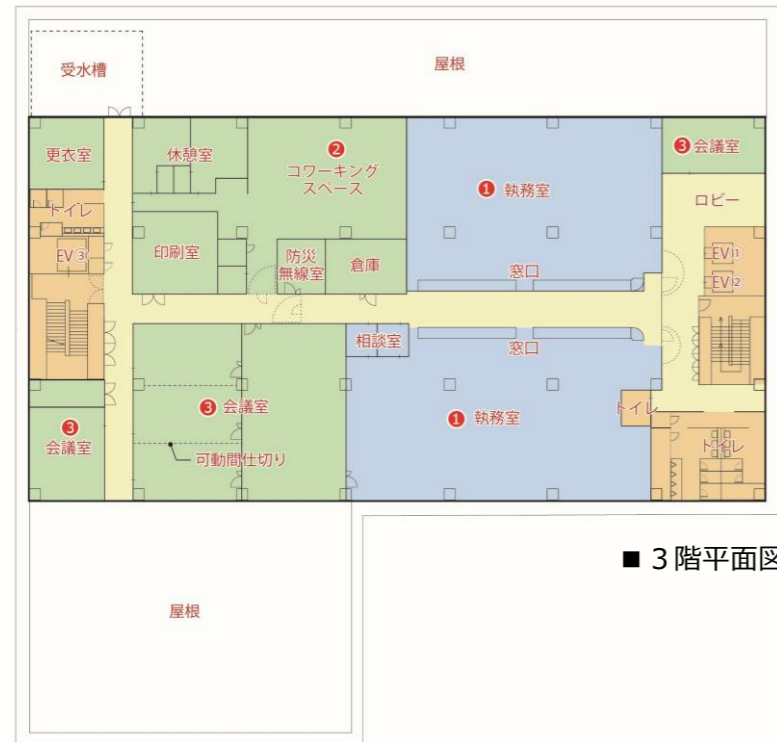 受水槽
屋根
更衣室
休憩室
❷
コワーキング
スペース
❶ 執務室
❸ 会議室
ロビー
トイレ
EV③
印刷室
防災
無線室
倉庫
窓口
EV①
EV②
相談室
窓口
❸
会議室
❸ 会議室
可動間仕切り
❶ 執務室
トイレ
トイレ
■ 3階平面図
屋根